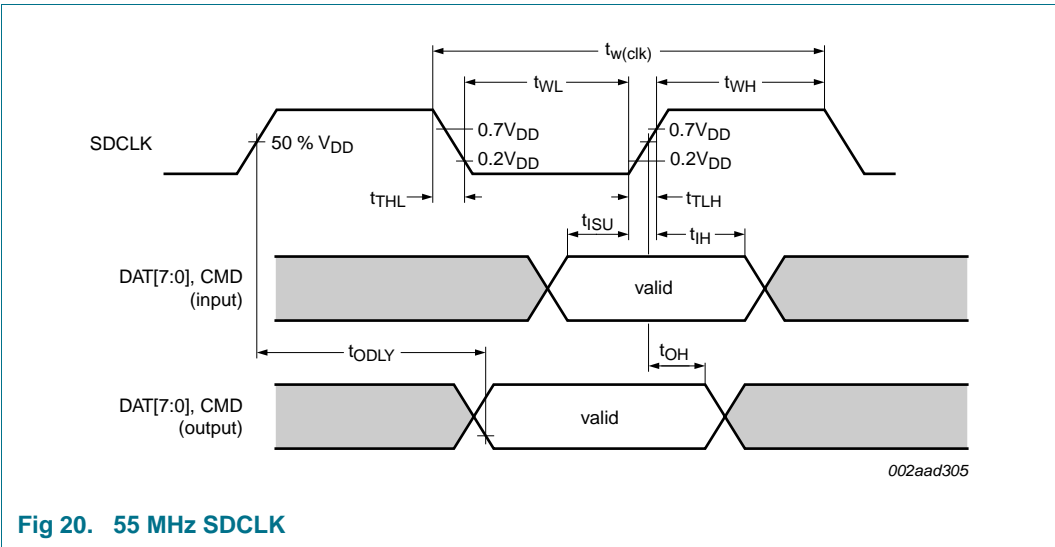 tw(clk)
tWL
tWH
SDCLK
50 % VDD
0.7VDD
0.2VDD
0.7VDD
0.2VDD
tTHL
tTLH
tISU
tIH
DAT[7:0], CMD
(input)
valid
tODLY
tOH
DAT[7:0], CMD
(output)
valid
002aad305
Fig 20. 55 MHz SDCLK